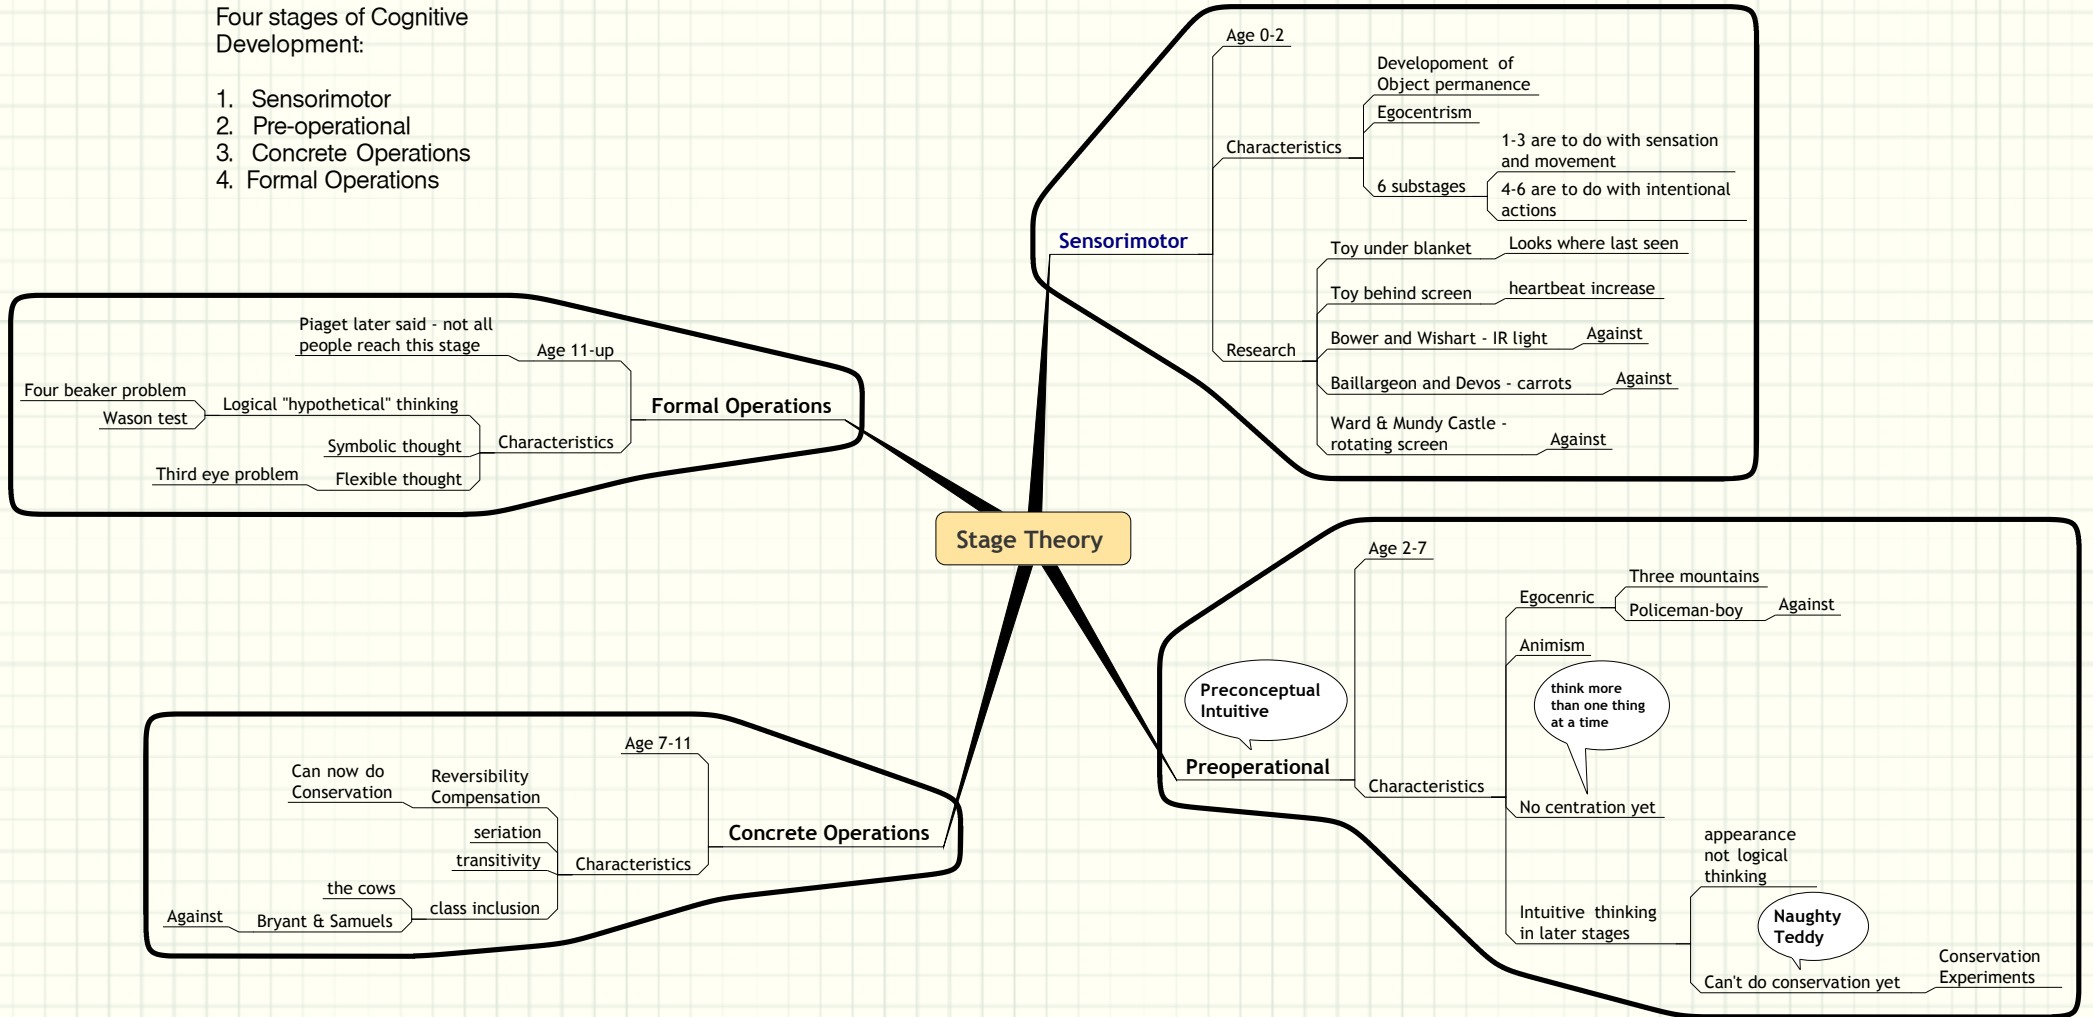 Four stages of Cognitive
Development:
1. Sensorimotor
2. Pre-operational
3. Concrete Operations
4. Formal Operations
Stage Theory
Sensorimotor
Age 0-2
Characteristics
Developoment of
Object permanence
Egocentrism
6 substages
1-3 are to do with sensation
and movement
4-6 are to do with intentional
actions
Research
Toy under blanket
Looks where last seen
Toy behind screen
heartbeat increase
Bower and Wishart - IR light
Against
Baillargeon and Devos - carrots
Against
Ward & Mundy Castle -
rotating screen
Against
Preconceptual
Intuitive
Preoperational
Age 2-7
Characteristics
Egocenric
Three mountains
Policeman-boy
Against
Animism
think more
than one thing
at a time
No centration yet
Intuitive thinking
in later stages
appearance
not logical
thinking
Naughty
Teddy
Can't do conservation yet
Conservation
Experiments
Concrete Operations
Age 7-11
Characteristics
Reversibility
Compensation
Can now do
Conservation
seriation
transitivity
class inclusion
the cows
Bryant & Samuels
Against
Formal Operations
Age 11-up
Piaget later said - not all
people reach this stage
Characteristics
Logical "hypothetical" thinking
Four beaker problem
Wason test
Symbolic thought
Flexible thought
Third eye problem